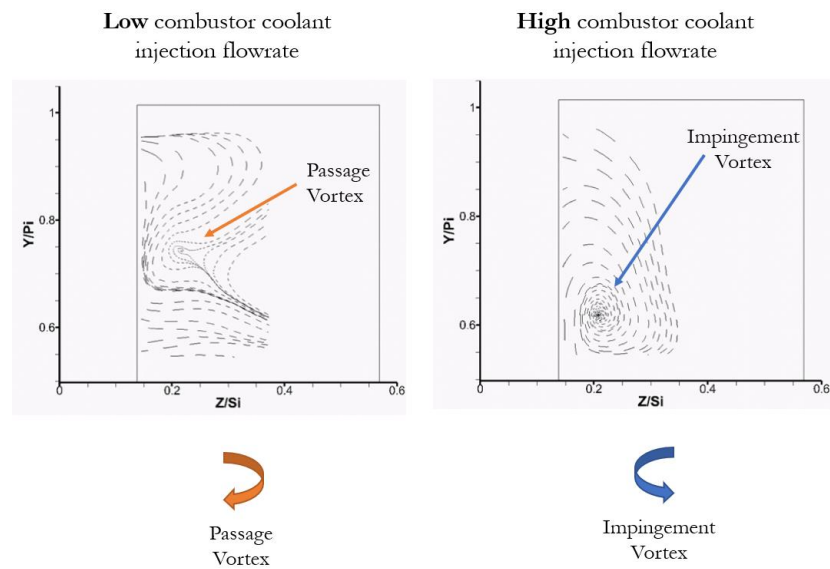 Low combustor coolant
injection flowrate
High combustor coolant
injection flowrate
1
0.8
0.6
Y/Pi
0
0.2
0.4
0.6
Z/Si
Passage
Vortex
1
0.8
0.6
Y/Pi
0
0.2
0.4
0.6
Z/Si
Impingement
Vortex
Passage
Vortex
Impingement
Vortex